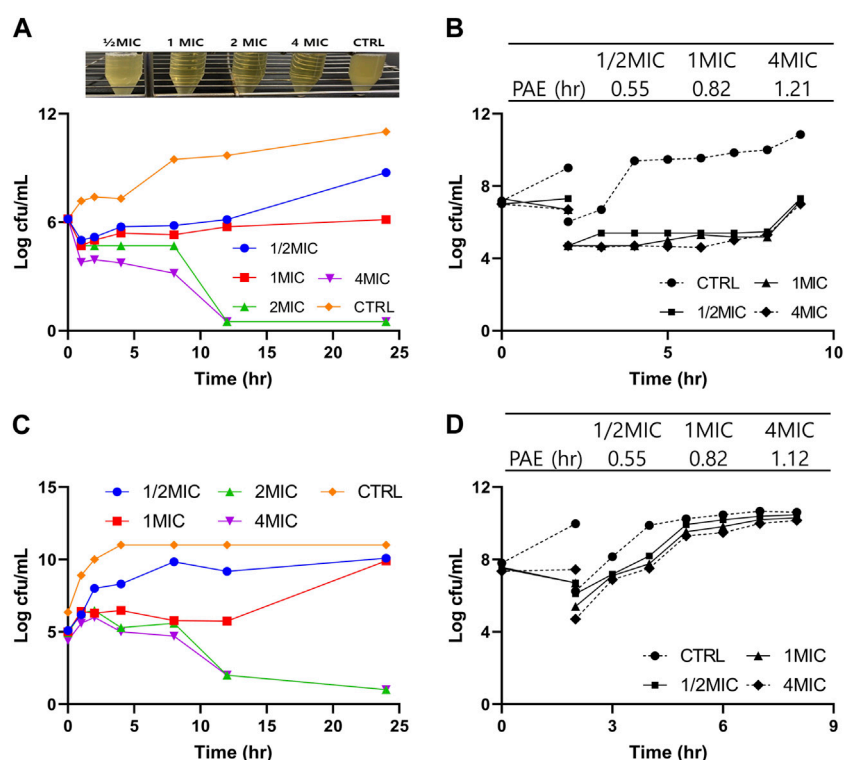 A
½MIC 1 MIC 2 MIC 4 MIC CTRL
12
6
0
Log cfu/mL
1/2MIC
1MIC 4MIC
2MIC CTRL
0 5 10 15 20 25
Time (hr)
B
1/2MIC 1MIC 4MIC
PAE (hr) 0.55 0.82 1.21
12
8
4
0
Log cfu/mL
CTRL 1MIC
1/2MIC 4MIC
0 5 10
Time (hr)
C
15
10
5
0
Log cfu/mL
1/2MIC 2MIC CTRL
1MIC 4MIC
0 5 10 15 20 25
Time (hr)
D
1/2MIC 1MIC 4MIC
PAE (hr) 0.55 0.82 1.12
12
8
4
0
Log cfu/mL
CTRL 1MIC
1/2MIC 4MIC
0 3 6 9
Time (hr)